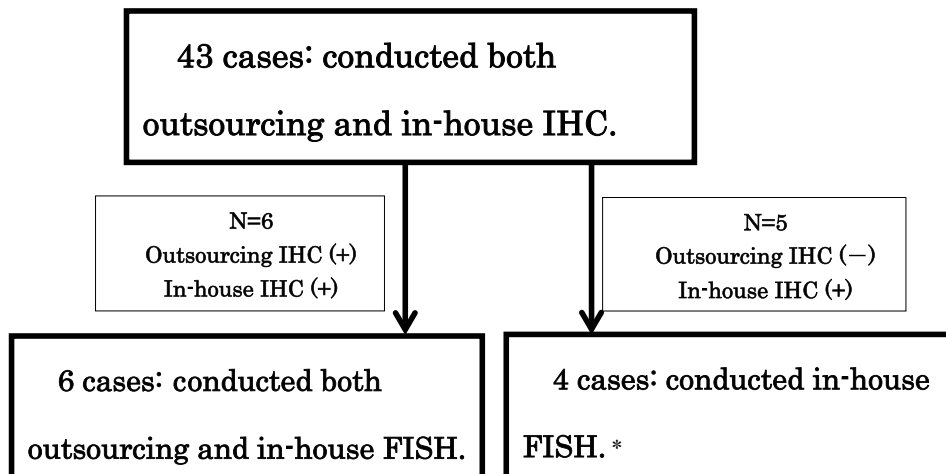 43 cases: conducted both
outsourcing and in-house IHC.
N=6
Outsourcing IHC (+)
In-house IHC (+)
N=5
Outsourcing IHC (－)
In-house IHC (+)
6 cases: conducted both
outsourcing and in-house FISH.
4 cases: conducted in-house
FISH. *